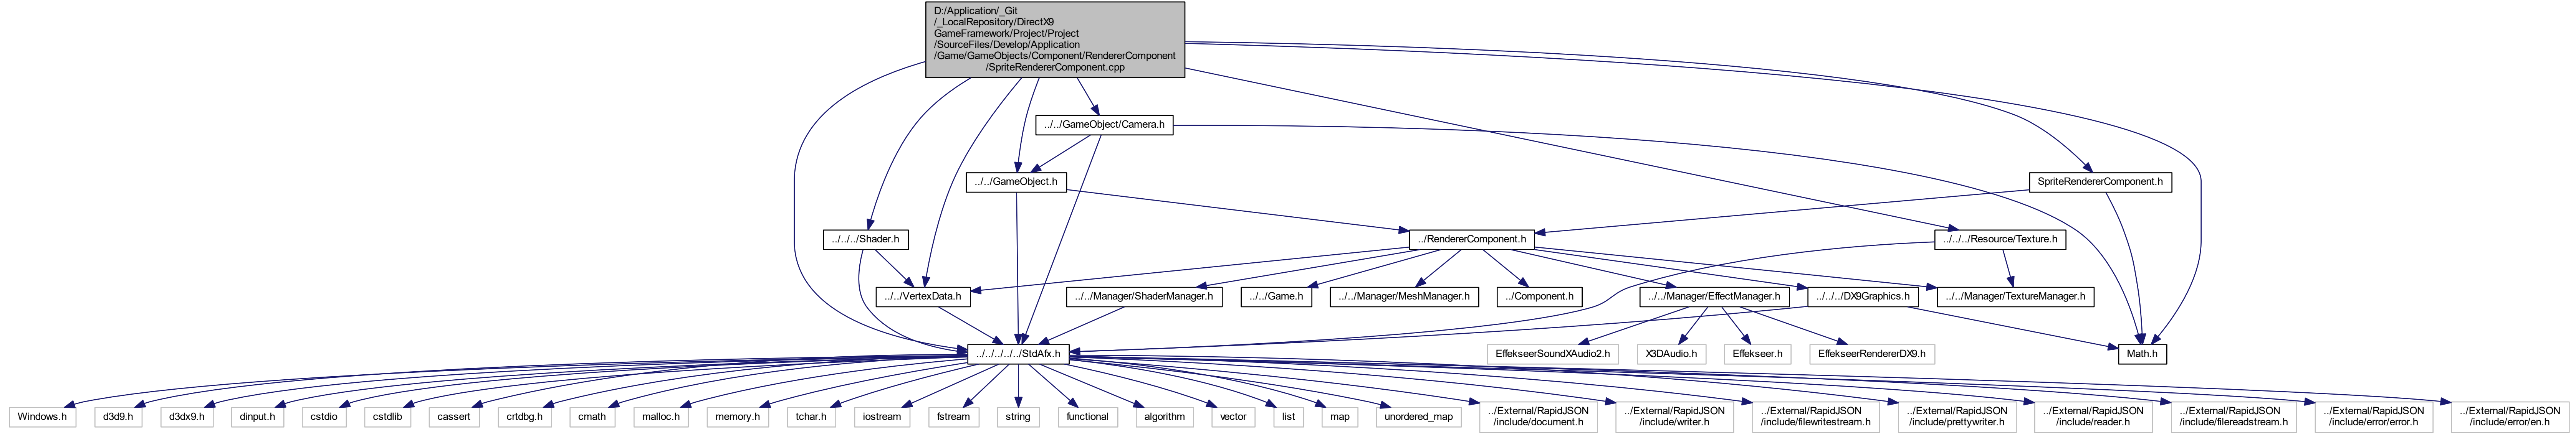 D:/Application/_Git
/_LocalRepository/DirectX9
GameFramework/Project/Project
/SourceFiles/Develop/Application
/Game/GameObjects/Component/RendererComponent
/SpriteRendererComponent.cpp
../../GameObject/Camera.h
../../GameObject.h
SpriteRendererComponent.h
../../../Shader.h
../RendererComponent.h
../../../Resource/Texture.h
../../VertexData.h
../../Manager/ShaderManager.h
../../Game.h
../../Manager/MeshManager.h
../Component.h
../../Manager/EffectManager.h
../../../DX9Graphics.h
../../Manager/TextureManager.h
../../../../../StdAfx.h
EffekseerSoundXAudio2.h
X3DAudio.h
Effekseer.h
EffekseerRendererDX9.h
Math.h
Windows.h
d3d9.h
d3dx9.h
dinput.h
cstdio
cstdlib
cassert
crtdbg.h
cmath
malloc.h
memory.h
tchar.h
iostream
fstream
string
functional
algorithm
vector
list
map
unordered_map
../External/RapidJSON
/include/document.h
../External/RapidJSON
/include/writer.h
../External/RapidJSON
/include/filewritestream.h
../External/RapidJSON
/include/prettywriter.h
../External/RapidJSON
/include/reader.h
../External/RapidJSON
/include/filereadstream.h
../External/RapidJSON
/include/error/error.h
../External/RapidJSON
/include/error/en.h